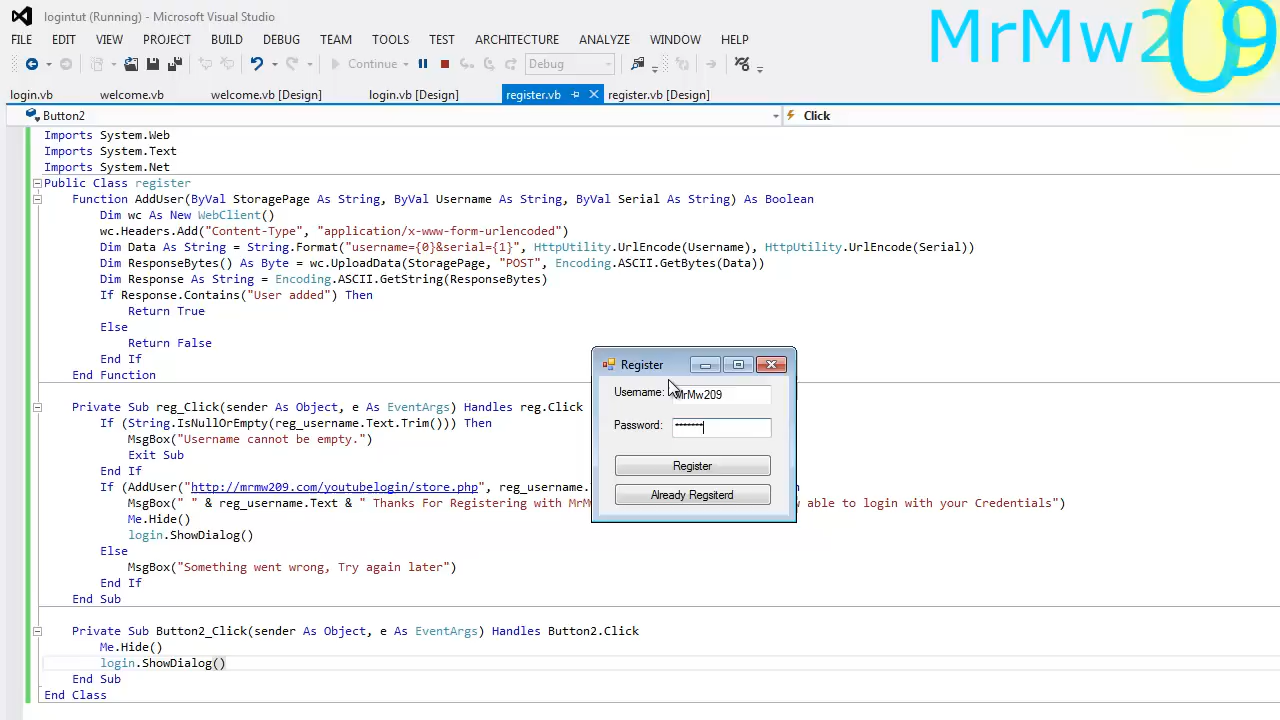 logintut (Running) - Microsoft Visual Studio
MrMw209
FILE EDIT VIEW PROJECT BUILD DEBUG TEAM TOOLS TEST ARCHITECTURE ANALYZE WINDOW HELP
Continue Debug
login.vb welcome.vb welcome.vb [Design] login.vb [Design] register.vb register.vb [Design]
Button2 Click
Imports System.Web
Imports System.Text
Imports System.Net
Public Class register
Function AddUser(ByVal StoragePage As String, ByVal Username As String, ByVal Serial As String) As Boolean
Dim wc As New WebClient()
wc.Headers.Add("Content-Type", "application/x-www-form-urlencoded")
Dim Data As String = String.Format("username={0}&serial={1}", HttpUtility.UrlEncode(Username), HttpUtility.UrlEncode(Serial))
Dim ResponseBytes() As Byte = wc.UploadData(StoragePage, "POST", Encoding.ASCII.GetBytes(Data))
Dim Response As String = Encoding.ASCII.GetString(ResponseBytes)
If Response.Contains("User added") Then
Return True
Else
Return False
End If
End Function
Private Sub reg_Click(sender As Object, e As EventArgs) Handles reg.Click
If (String.IsNullOrEmpty(reg_username.Text.Trim())) Then
MsgBox("Username cannot be empty.")
Exit Sub
End If
If (AddUser("http://mrmw209.com/youtubelogin/store.php", reg_username.
MsgBox(" " & reg_username.Text & " Thanks For Registering with MrM able to login with your Credentials")
Me.Hide()
login.ShowDialog()
Else
MsgBox("Something went wrong, Try again later")
End If
End Sub
Private Sub Button2_Click(sender As Object, e As EventArgs) Handles Button2.Click
Me.Hide()
login.ShowDialog()
End Sub
End Class
Register
Username: MrMw209
Password: *******
Register
Already Regsiterd